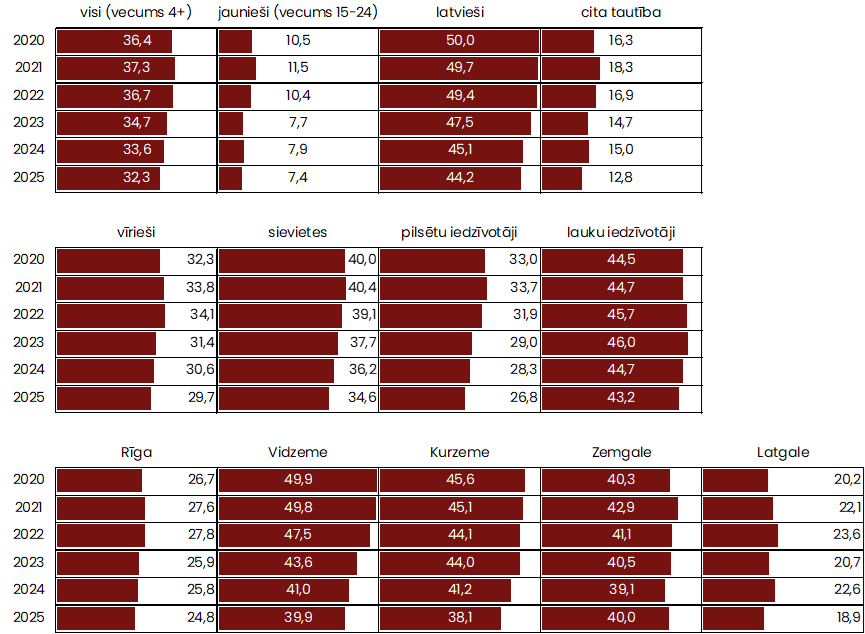 visi (vecums 4+) jaunieši (vecums 15-24) latvieši cita tautība
2020 36,4 10,5 50,0 16,3
2021 37,3 11,5 49,7 18,3
2022 36,7 10,4 49,4 16,9
2023 34,7 7,7 47,5 14,7
2024 33,6 7,9 45,1 15,0
2025 32,3 7,4 44,2 12,8
vīrieši sievietes pilsētu iedzīvotāji lauku iedzīvotāji
2020 32,3 40,0 33,0 44,5
2021 33,8 40,4 33,7 44,7
2022 34,1 39,1 31,9 45,7
2023 31,4 37,7 29,0 46,0
2024 30,6 36,2 28,3 44,7
2025 29,7 34,6 26,8 43,2
Rīga Vidzeme Kurzeme Zemgale Latgale
2020 26,7 49,9 45,6 40,3 20,2
2021 27,6 49,8 45,1 42,9 22,1
2022 27,8 47,5 44,1 41,1 23,6
2023 25,9 43,6 44,0 40,5 20,7
2024 25,8 41,0 41,2 39,1 22,6
2025 24,8 39,9 38,1 40,0 18,9